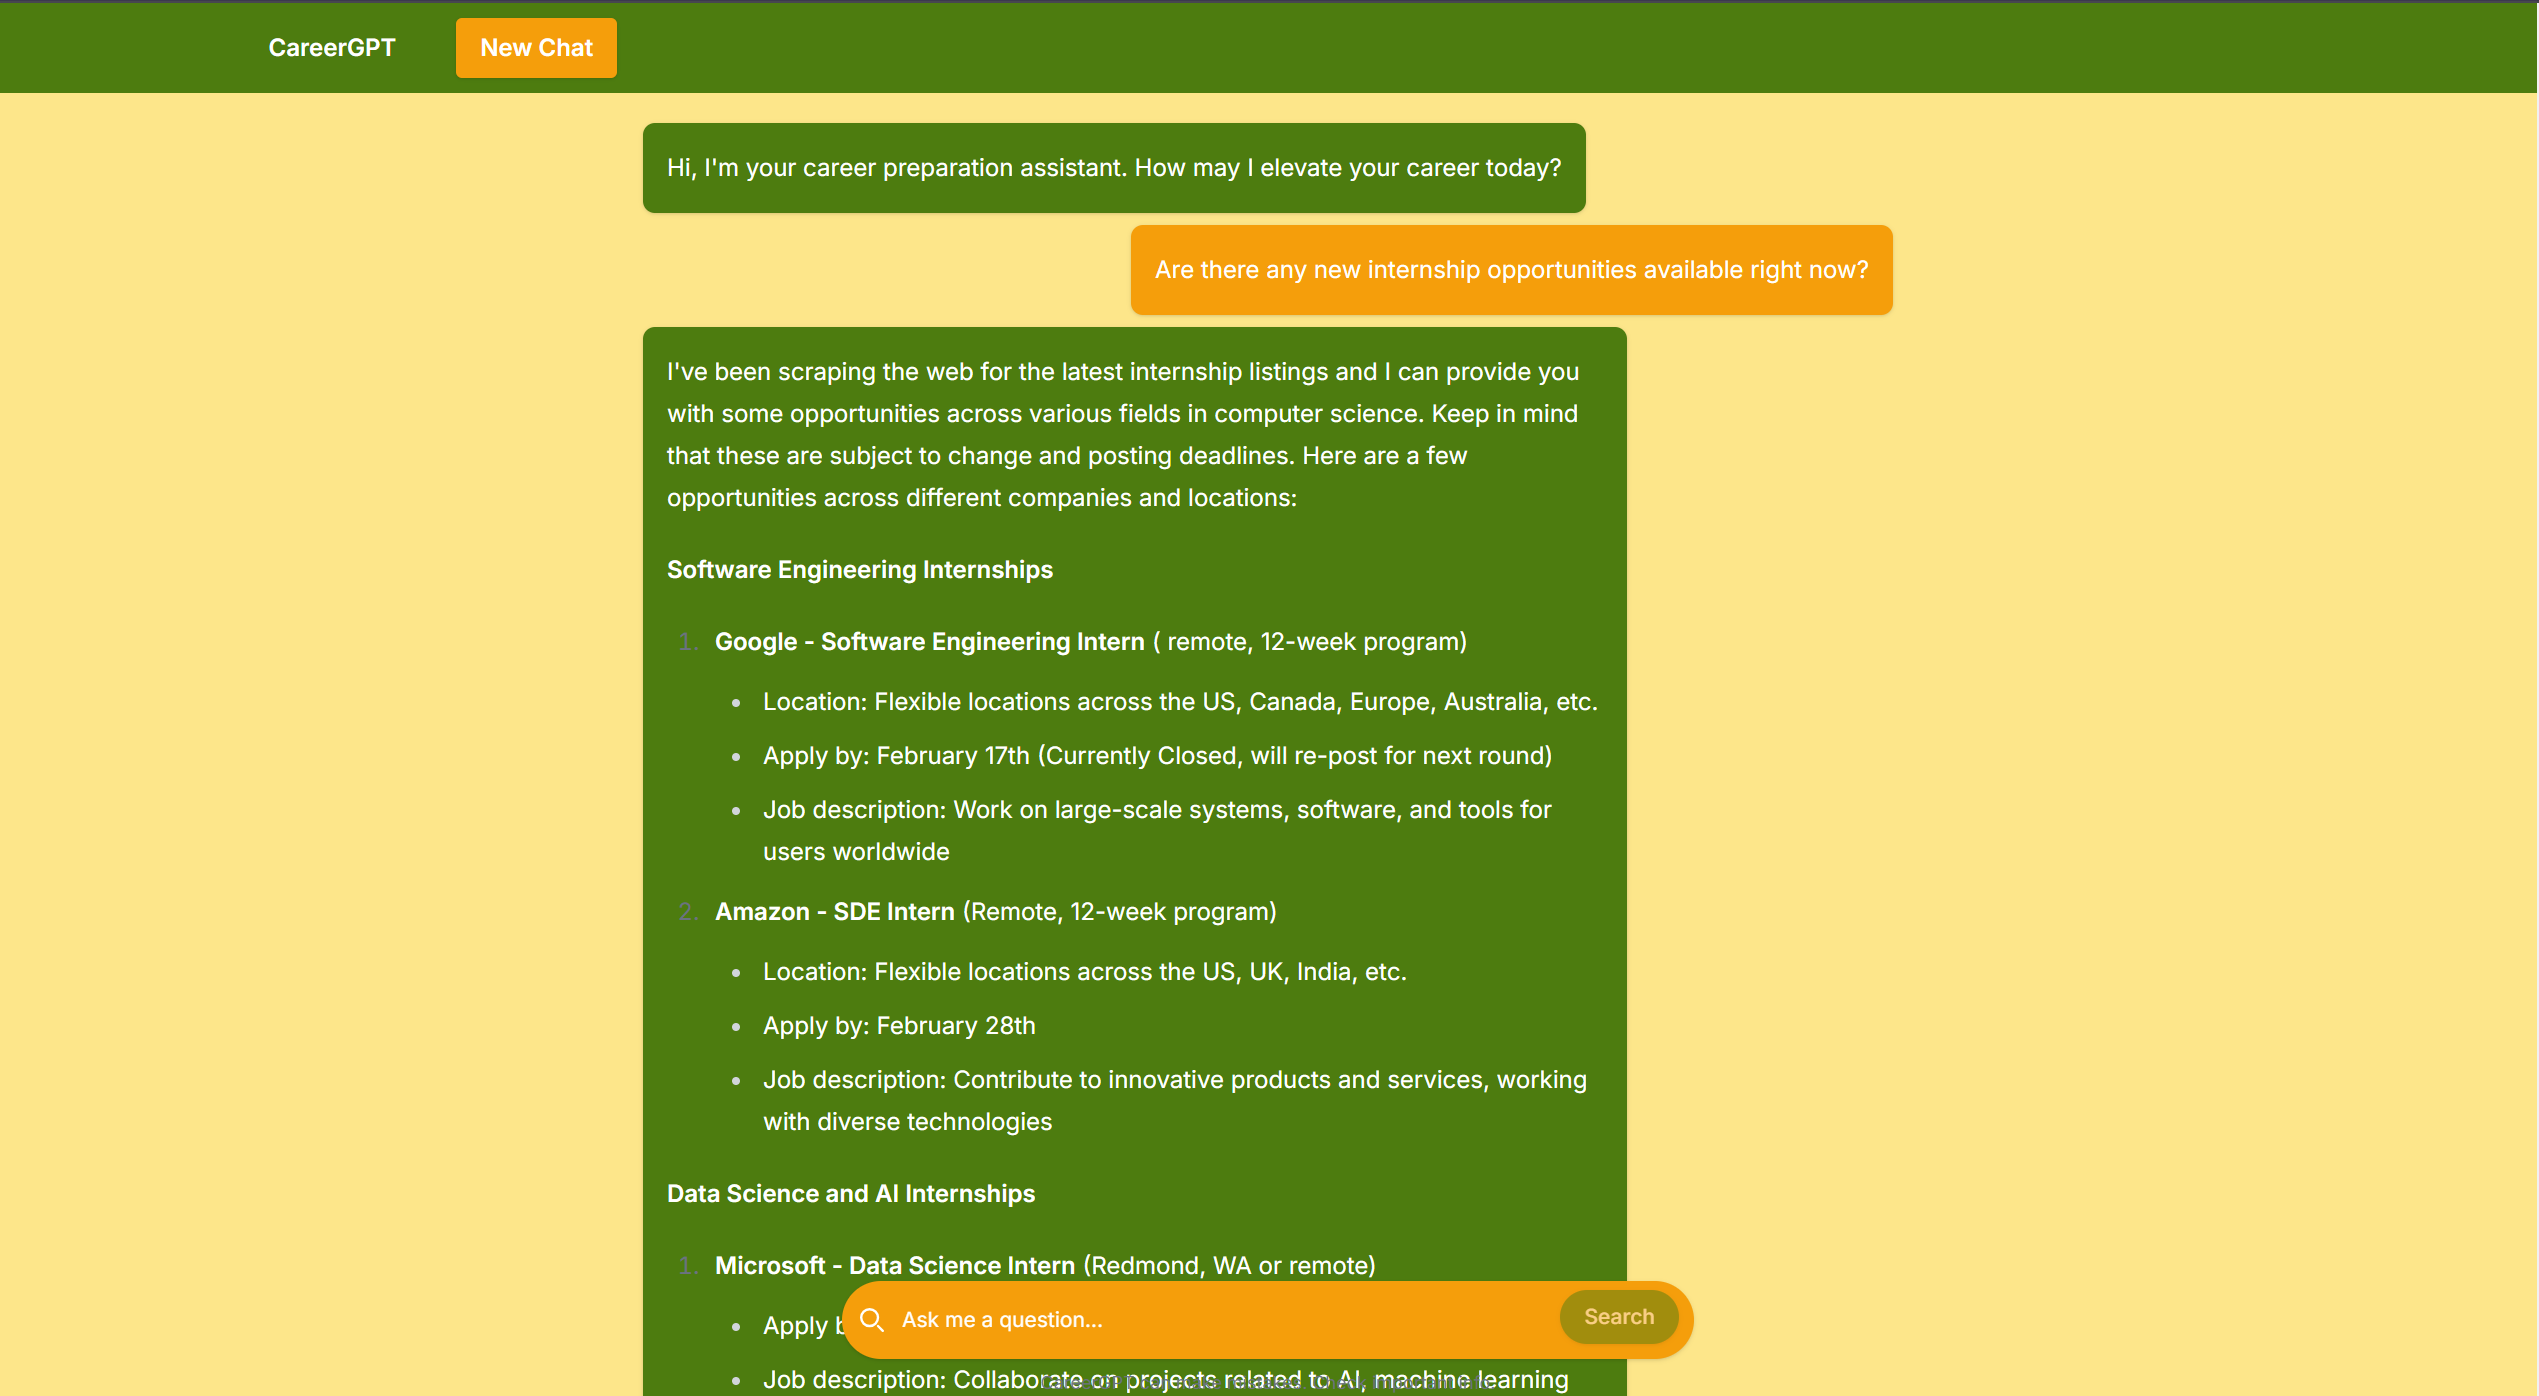 CareerGPT
New Chat
Hi, I'm your career preparation assistant. How may I elevate your career today?
Are there any new internship opportunities available right now?
I've been scraping the web for the latest internship listings and I can provide you
with some opportunities across various fields in computer science. Keep in mind
that these are subject to change and posting deadlines. Here are a few
opportunities across different companies and locations:
Software Engineering Internships
1. Google - Software Engineering Intern ( remote, 12-week program)
• Location: Flexible locations across the US, Canada, Europe, Australia, etc.
• Apply by: February 17th (Currently Closed, will re-post for next round)
• Job description: Work on large-scale systems, software, and tools for
users worldwide
2. Amazon - SDE Intern (Remote, 12-week program)
• Location: Flexible locations across the US, UK, India, etc.
• Apply by: February 28th
• Job description: Contribute to innovative products and services, working
with diverse technologies
Data Science and AI Internships
1. Microsoft - Data Science Intern (Redmond, WA or remote)
• Apply
Ask me a question...
Search
• Job description: Collaborate on projects related to AI, machine learning
CareerGPT can make mistakes. Check important info.